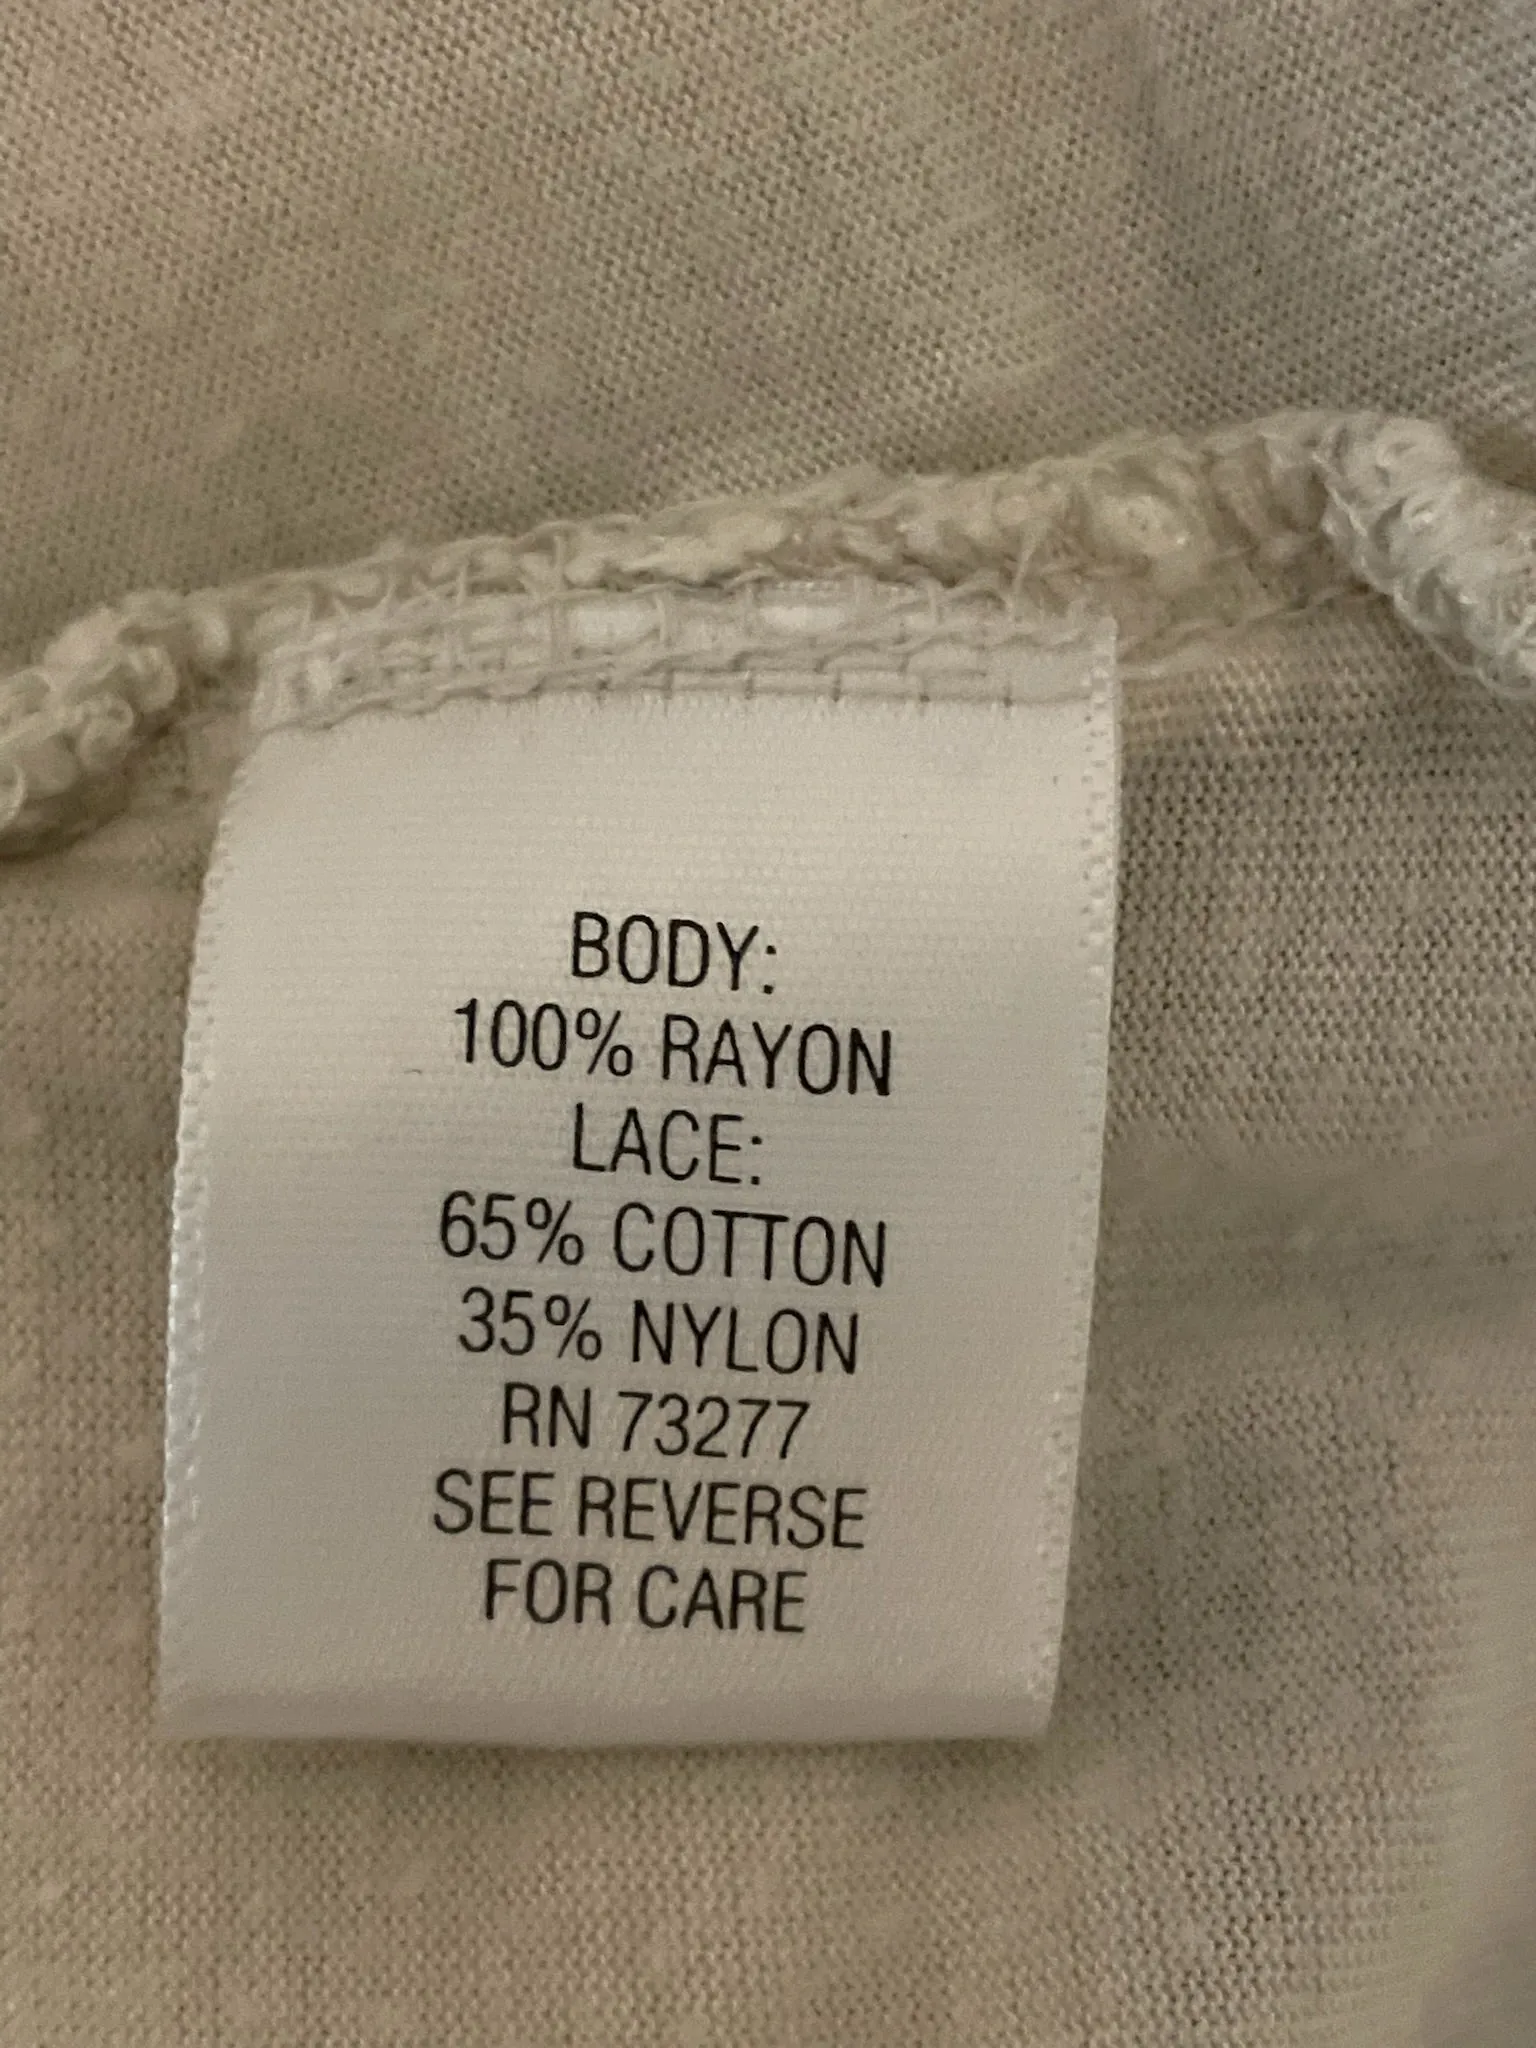 BODY:
100% RAYON
LACE:
65% COTTON
35% NYLON
RN 73277
SEE REVERSE
FOR CARE